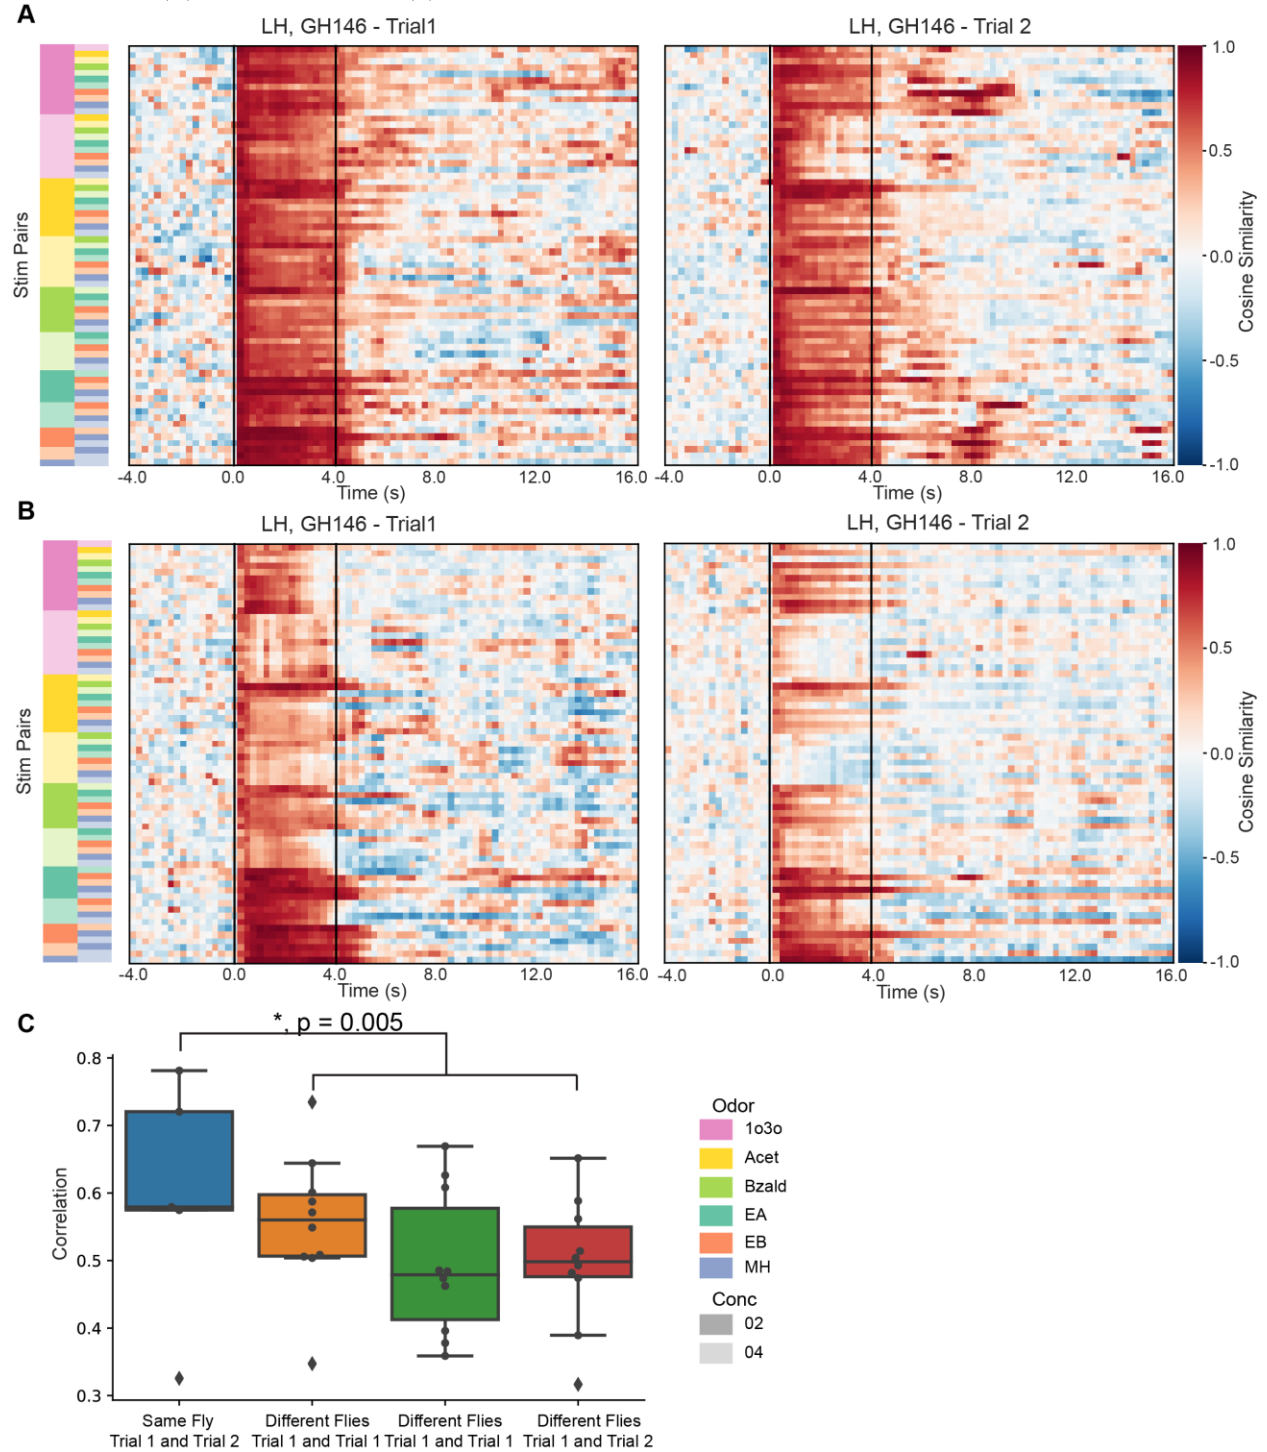 A
LH, GH146 - Trial1
LH, GH146 - Trial 2
Stim Pairs
1.0
0.5
0.0
-0.5
-1.0
Cosine Similarity
-4.0 0.0 4.0 8.0 12.0 16.0
Time (s)
-4.0 0.0 4.0 8.0 12.0 16.0
Time (s)
B
LH, GH146 - Trial1
LH, GH146 - Trial 2
Stim Pairs
1.0
0.5
0.0
-0.5
-1.0
Cosine Similarity
-4.0 0.0 4.0 8.0 12.0 16.0
Time (s)
-4.0 0.0 4.0 8.0 12.0 16.0
Time (s)
C
*, p = 0.005
Correlation
0.8
0.7
0.6
0.5
0.4
0.3
Same Fly
Trial 1 and Trial 2
Different Flies
Trial 1 and Trial 1
Different Flies
Trial 1 and Trial 1
Different Flies
Trial 1 and Trial 2
Odor
1o3o
Acet
Bzald
EA
EB
MH
Conc
02
04